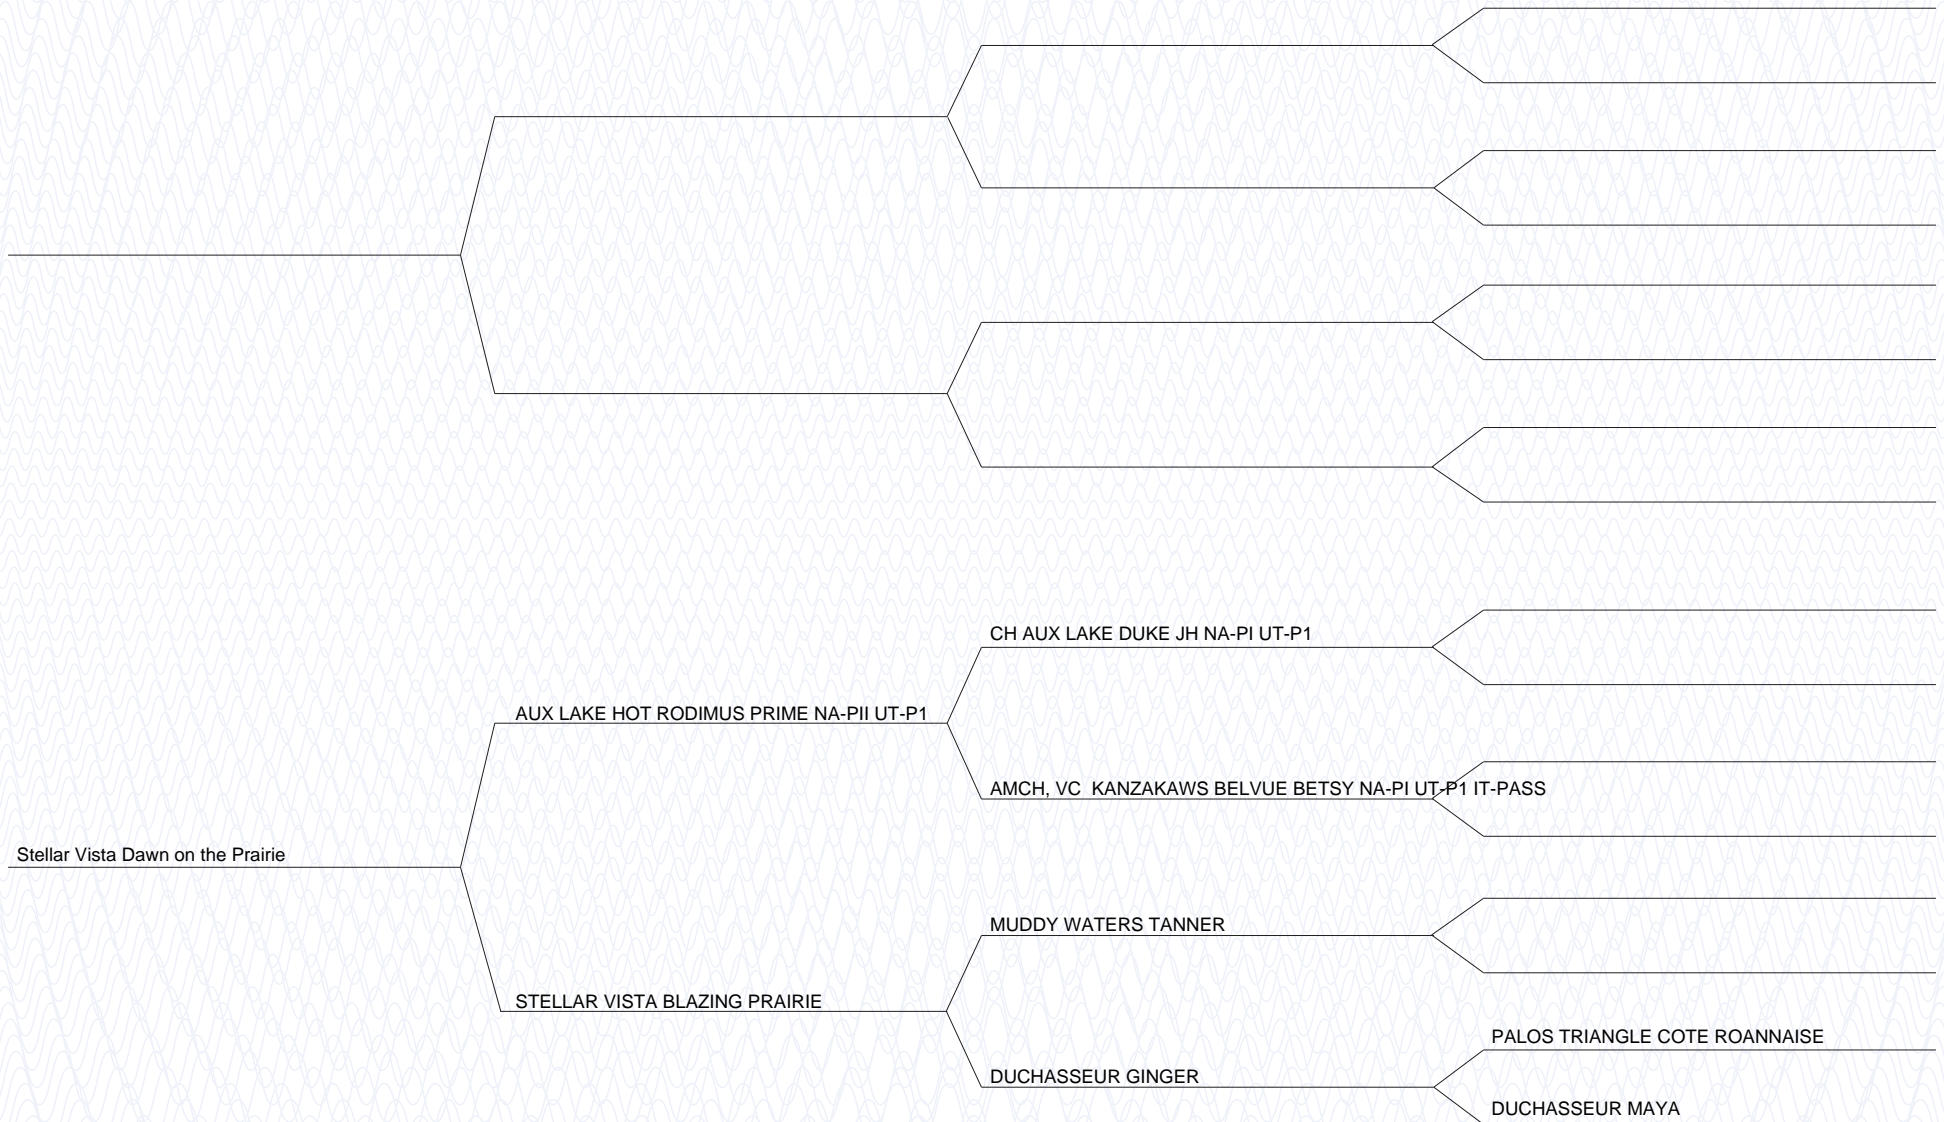 CH AUX LAKE DUKE JH NA-PI UT-P1
AUX LAKE HOT RODIMUS PRIME NA-PII UT-P1
AMCH, VC  KANZAKAWS BELVUE BETSY NA-PI UT-P1 IT-PASS
Stellar Vista Dawn on the Prairie
MUDDY WATERS TANNER
STELLAR VISTA BLAZING PRAIRIE
PALOS TRIANGLE COTE ROANNAISE
DUCHASSEUR GINGER
DUCHASSEUR MAYA